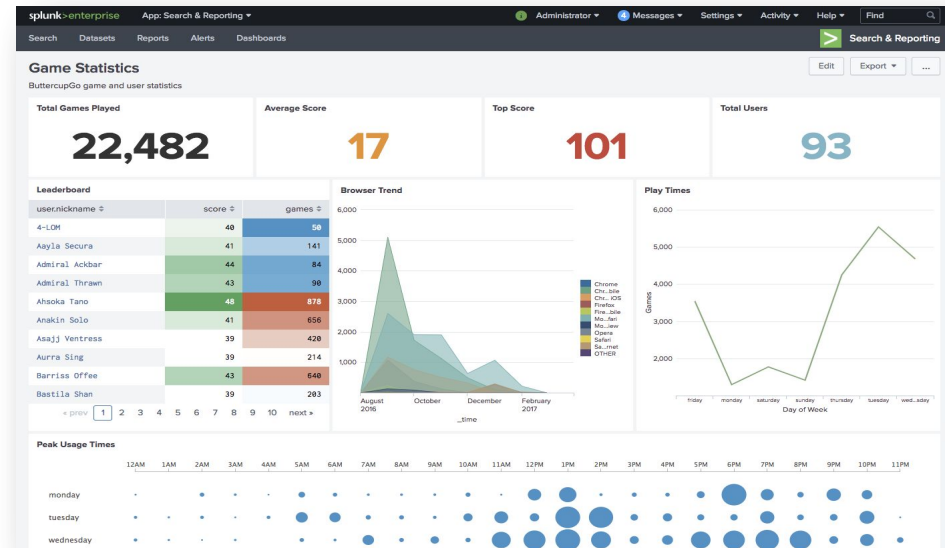 splunk>enterprise App: Search & Reporting ▾ i Administrator ▾ 4 Messages ▾ Settings ▾ Activity ▾ Help ▾ Find
Search Datasets Reports Alerts Dashboards Search & Reporting
Game Statistics Edit Export ▾ ...
ButtercupGo game and user statistics
Total Games Played Average Score Top Score Total Users
22,482 17 101 93
Leaderboard
user.nickname score games
4-LOM 40 50
Aayla Secura 41 141
Admiral Ackbar 44 84
Admiral Thrawn 43 90
Ahsoka Tano 48 878
Anakin Solo 41 656
Asajj Ventress 39 420
Aurra Sing 39 214
Barriss Offee 43 640
Bastila Shan 39 203
« prev 1 2 3 4 5 6 7 8 9 10 next »
Browser Trend
6,000
5,000
4,000
3,000
2,000
1,000
August 2016 October December February 2017
_time
Chrome
Chr...bile
Chr... iOS
Firefox
Fire...bile
Mo...fari
Mo...iew
Opera
Safari
Sa...rnet
OTHER
Play Times
6,000
5,000
4,000
3,000
2,000
Games
friday monday saturday sunday thursday tuesday wed...sday
Day of Week
Peak Usage Times
12AM 1AM 2AM 3AM 4AM 5AM 6AM 7AM 8AM 9AM 10AM 11AM 12PM 1PM 2PM 3PM 4PM 5PM 6PM 7PM 8PM 9PM 10PM 11PM
monday
tuesday
wednesday